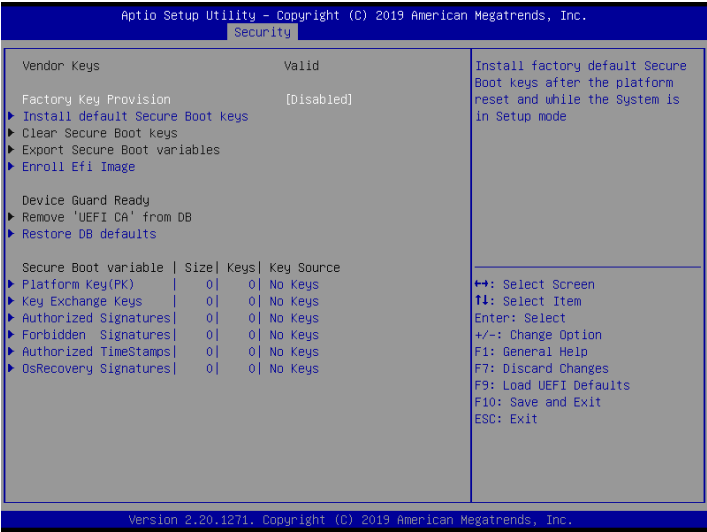 Aptio Setup Utility – Copyright (C) 2019 American Megatrends, Inc.
Security
Vendor Keys Valid
Factory Key Provision [Disabled]
Install default Secure Boot keys
Clear Secure Boot keys
Export Secure Boot variables
Enroll Efi Image
Device Guard Ready
Remove 'UEFI CA' from DB
Restore DB defaults
Secure Boot variable | Size| Keys| Key Source
Platform Key(PK) | 0| 0| No Keys
Key Exchange Keys | 0| 0| No Keys
Authorized Signatures| 0| 0| No Keys
Forbidden Signatures| 0| 0| No Keys
Authorized TimeStamps| 0| 0| No Keys
OsRecovery Signatures| 0| 0| No Keys
Install factory default Secure
Boot keys after the platform
reset and while the System is
in Setup mode
↔: Select Screen
↑↓: Select Item
Enter: Select
+/-: Change Option
F1: General Help
F7: Discard Changes
F9: Load UEFI Defaults
F10: Save and Exit
ESC: Exit
Version 2.20.1271. Copyright (C) 2019 American Megatrends, Inc.